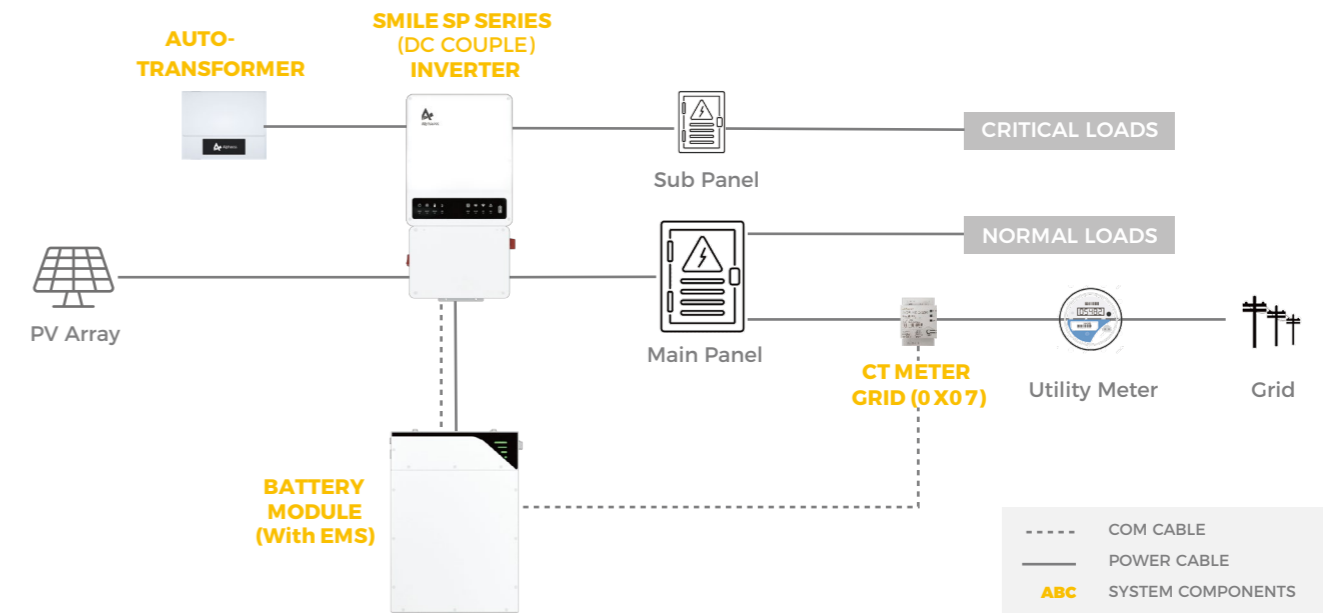 AUTO-
TRANSFORMER
SMILE SP SERIES
(DC COUPLE)
INVERTER
Sub Panel
CRITICAL LOADS
NORMAL LOADS
PV Array
Main Panel
CT METER
GRID (0X07)
Utility Meter
Grid
BATTERY
MODULE
(With EMS)
COM CABLE
POWER CABLE
ABC
SYSTEM COMPONENTS